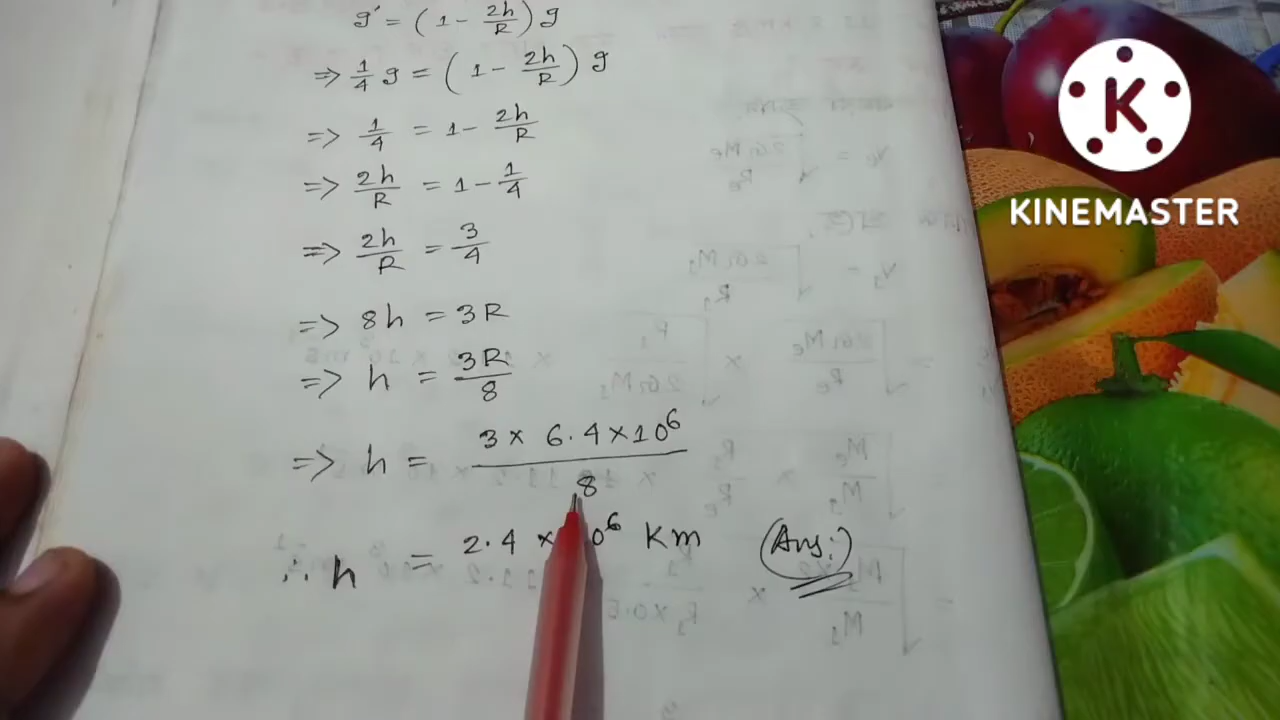 g' = (1 - 2h/R) g
=> 1/4 g = (1 - 2h/R) g
=> 1/4 = 1 - 2h/R
=> 2h/R = 1 - 1/4
=> 2h/R = 3/4
=> 8h = 3R
=> h = 3R/8
=> h = 3 × 6.4 × 10⁶ / 8
∴ h = 2.4 × 10⁶ Km (Ans:)
K
KINEMASTER